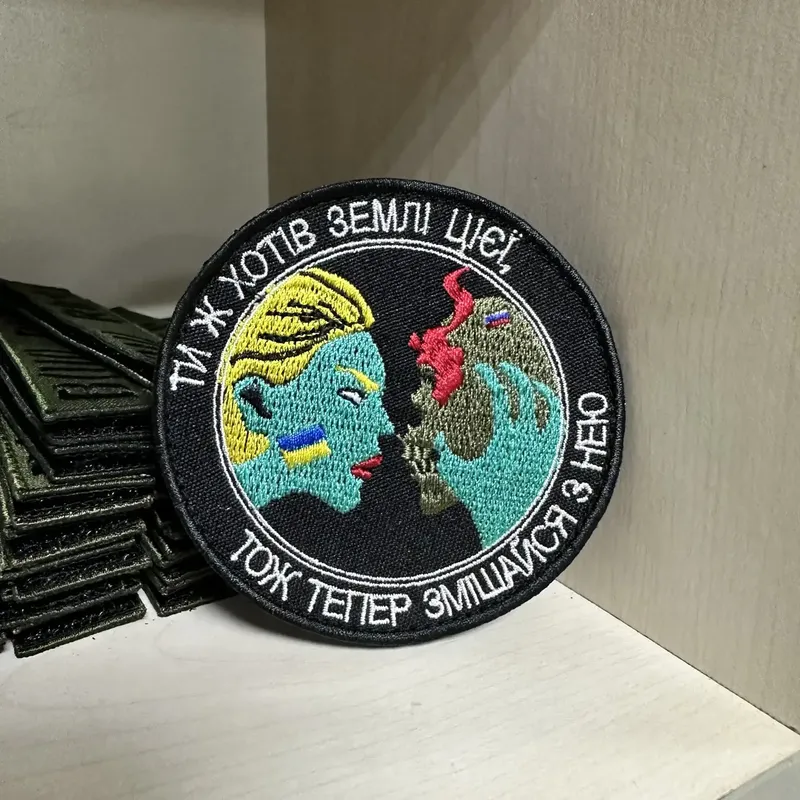 ТИ Ж ХОТІВ ЗЕМЛІ ЦІЄЇ,
ТОЖ ТЕПЕР ЗМІШАЙСЯ З НЕЮ